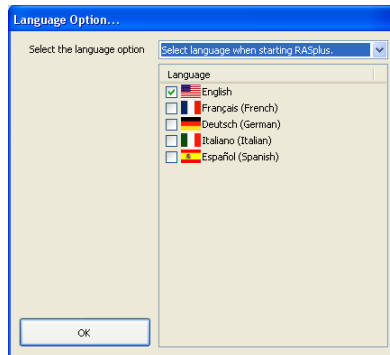 Language Option...
Select the language option
Select language when starting RASplus.
Language
English
Français (French)
Deutsch (German)
Italiano (Italian)
Español (Spanish)
OK